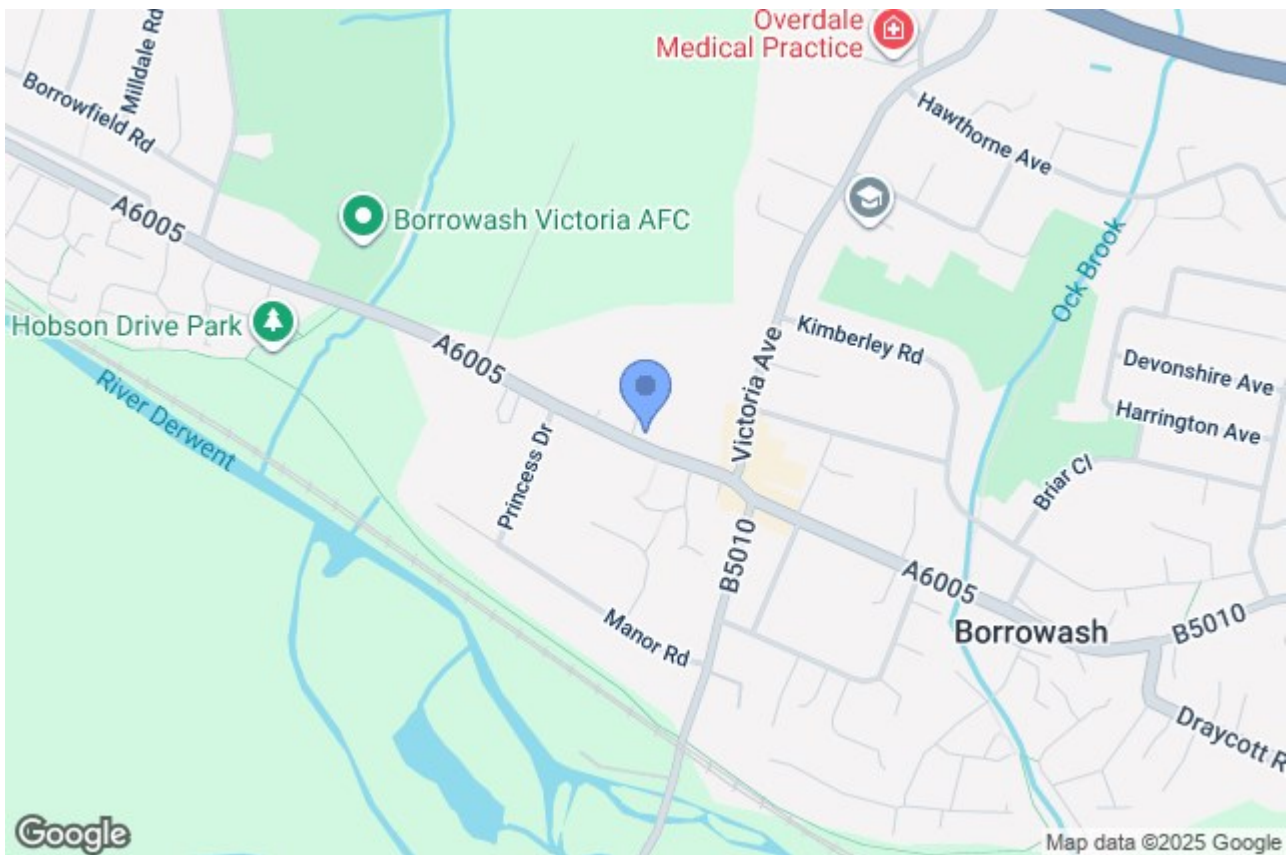 Overdale
Medical Practice
Milldale Rd
Borrowfield Rd
Hawthorne Ave
A6005
Borrowash Victoria AFC
Ock Brook
Hobson Drive Park
Kimberley Rd
Victoria Ave
A6005
Devonshire Ave
River Derwent
Harrington Ave
Princess Dr
Briar Cl
B5010
A6005
Manor Rd
Borrowash
B5010
Draycott R
Google
Map data ©2025 Google